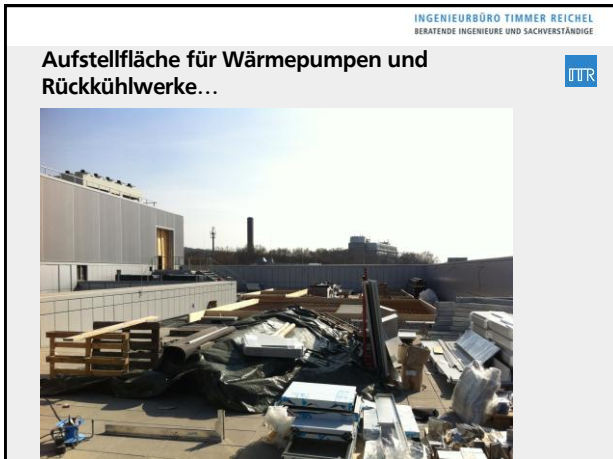 INGENIEURBÜRO TIMMER REICHEL
BERATENDE INGENIEURE UND SACHVERSTÄNDIGE
Aufstellfläche für Wärmepumpen und
Rückkühlwerke...
ITR